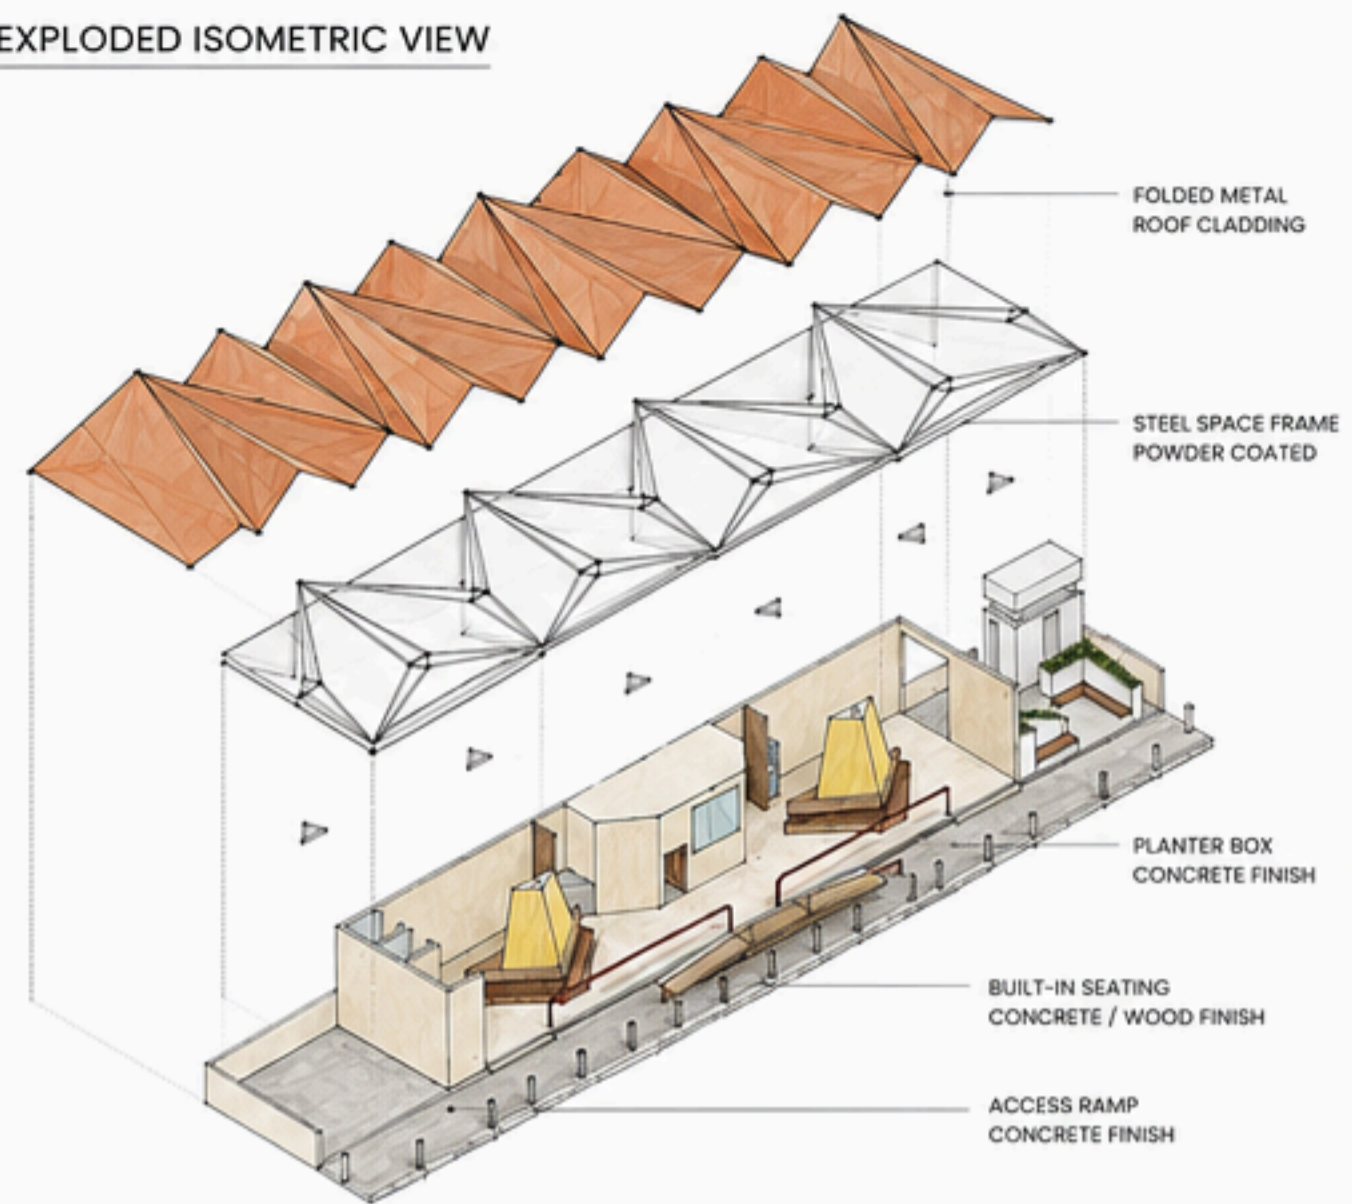 EXPLODED ISOMETRIC VIEW
FOLDED METAL
ROOF CLADDING
STEEL SPACE FRAME
POWDER COATED
PLANTER BOX
CONCRETE FINISH
BUILT-IN SEATING
CONCRETE / WOOD FINISH
ACCESS RAMP
CONCRETE FINISH